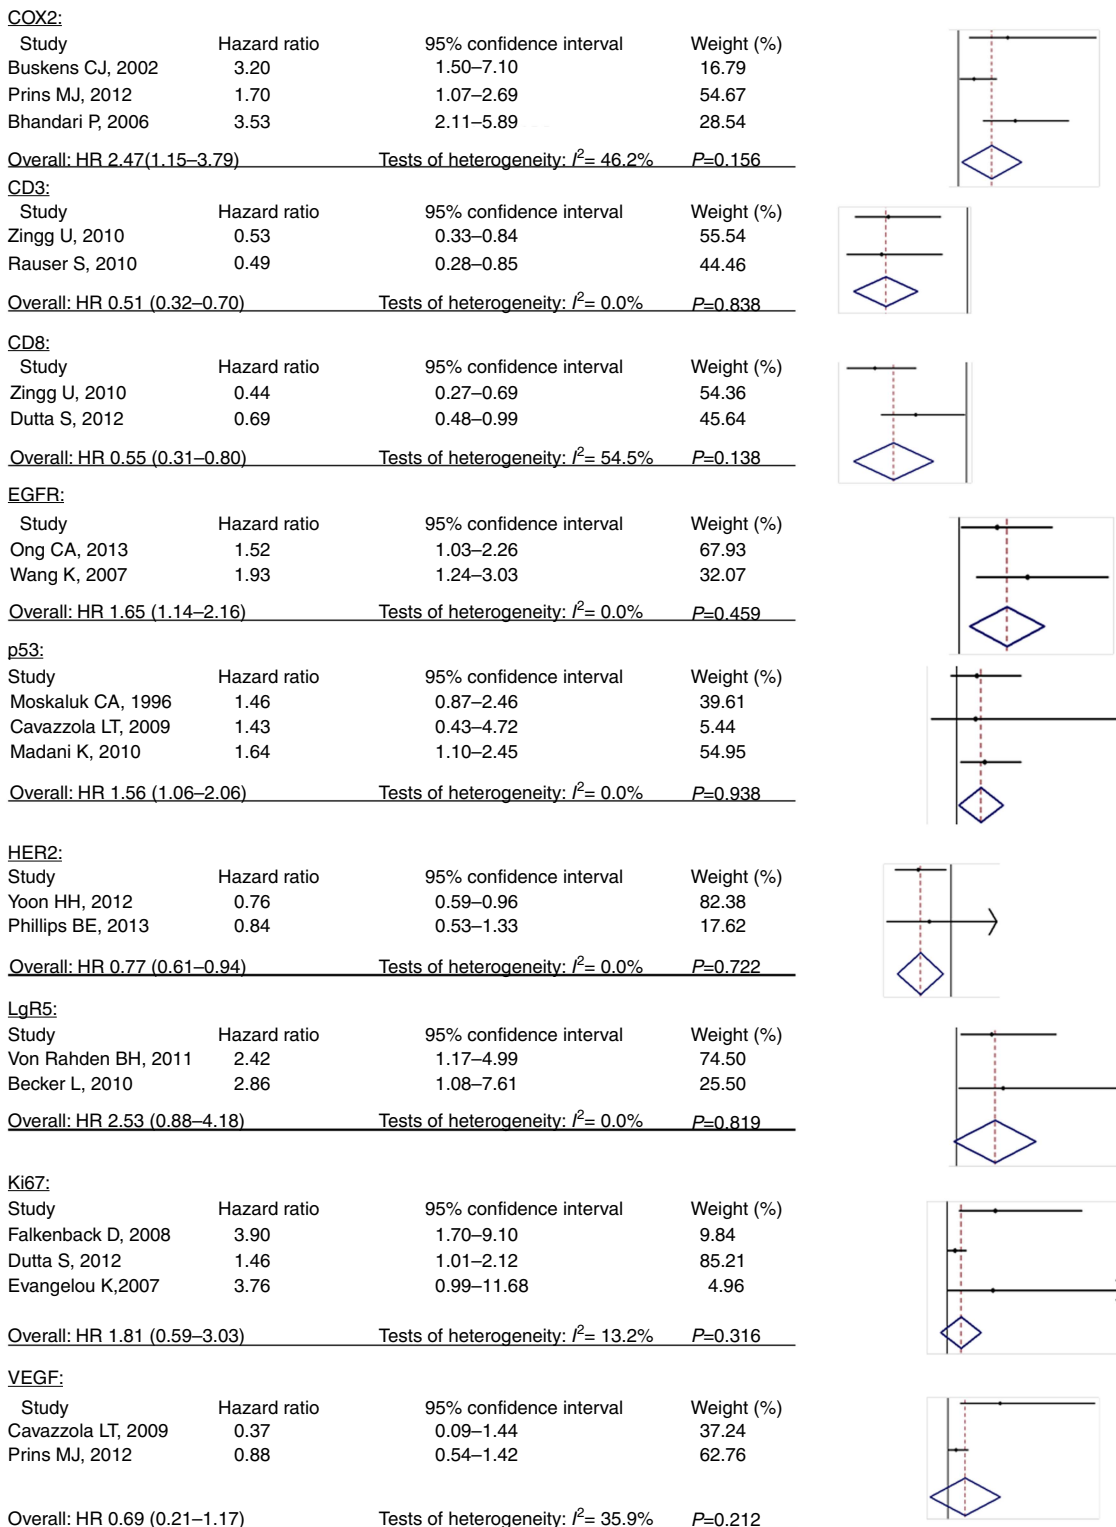 COX2:
Study Hazard ratio 95% confidence interval Weight (%)
Buskens CJ, 2002 3.20 1.50–7.10 16.79
Prins MJ, 2012 1.70 1.07–2.69 54.67
Bhandari P, 2006 3.53 2.11–5.89 28.54
Overall: HR 2.47(1.15–3.79) Tests of heterogeneity: I²= 46.2% P=0.156
CD3:
Study Hazard ratio 95% confidence interval Weight (%)
Zingg U, 2010 0.53 0.33–0.84 55.54
Rauser S, 2010 0.49 0.28–0.85 44.46
Overall: HR 0.51 (0.32–0.70) Tests of heterogeneity: I²= 0.0% P=0.838
CD8:
Study Hazard ratio 95% confidence interval Weight (%)
Zingg U, 2010 0.44 0.27–0.69 54.36
Dutta S, 2012 0.69 0.48–0.99 45.64
Overall: HR 0.55 (0.31–0.80) Tests of heterogeneity: I²= 54.5% P=0.138
EGFR:
Study Hazard ratio 95% confidence interval Weight (%)
Ong CA, 2013 1.52 1.03–2.26 67.93
Wang K, 2007 1.93 1.24–3.03 32.07
Overall: HR 1.65 (1.14–2.16) Tests of heterogeneity: I²= 0.0% P=0.459
p53:
Study Hazard ratio 95% confidence interval Weight (%)
Moskaluk CA, 1996 1.46 0.87–2.46 39.61
Cavazzola LT, 2009 1.43 0.43–4.72 5.44
Madani K, 2010 1.64 1.10–2.45 54.95
Overall: HR 1.56 (1.06–2.06) Tests of heterogeneity: I²= 0.0% P=0.938
HER2:
Study Hazard ratio 95% confidence interval Weight (%)
Yoon HH, 2012 0.76 0.59–0.96 82.38
Phillips BE, 2013 0.84 0.53–1.33 17.62
Overall: HR 0.77 (0.61–0.94) Tests of heterogeneity: I²= 0.0% P=0.722
LgR5:
Study Hazard ratio 95% confidence interval Weight (%)
Von Rahden BH, 2011 2.42 1.17–4.99 74.50
Becker L, 2010 2.86 1.08–7.61 25.50
Overall: HR 2.53 (0.88–4.18) Tests of heterogeneity: I²= 0.0% P=0.819
Ki67:
Study Hazard ratio 95% confidence interval Weight (%)
Falkenback D, 2008 3.90 1.70–9.10 9.84
Dutta S, 2012 1.46 1.01–2.12 85.21
Evangelou K,2007 3.76 0.99–11.68 4.96
Overall: HR 1.81 (0.59–3.03) Tests of heterogeneity: I²= 13.2% P=0.316
VEGF:
Study Hazard ratio 95% confidence interval Weight (%)
Cavazzola LT, 2009 0.37 0.09–1.44 37.24
Prins MJ, 2012 0.88 0.54–1.42 62.76
Overall: HR 0.69 (0.21–1.17) Tests of heterogeneity: I²= 35.9% P=0.212